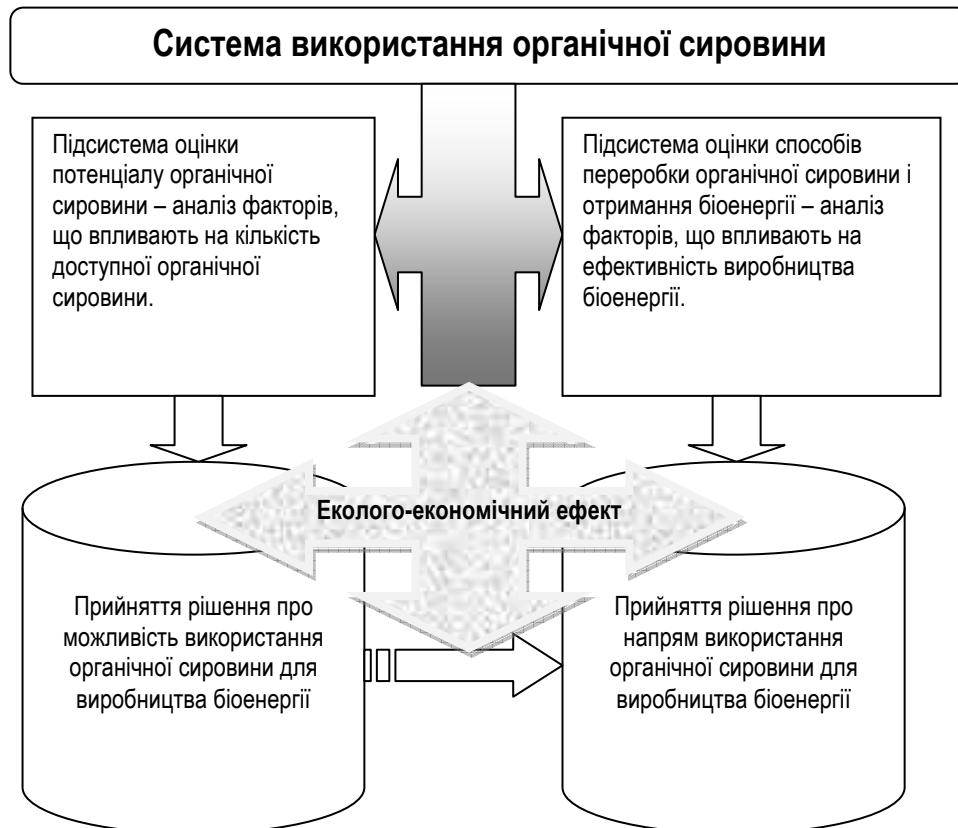 Система використання органічної сировини
Підсистема оцінки
потенціалу органічної
сировини – аналіз факторів,
що впливають на кількість
доступної органічної
сировини.
Підсистема оцінки способів
переробки органічної сировини і
отримання біоенергії – аналіз
факторів, що впливають на
ефективність виробництва
біоенергії.
Еколого-економічний ефект
Прийняття рішення про
можливість використання
органічної сировини для
виробництва біоенергії
Прийняття рішення про
напрям використання
органічної сировини для
виробництва біоенергії